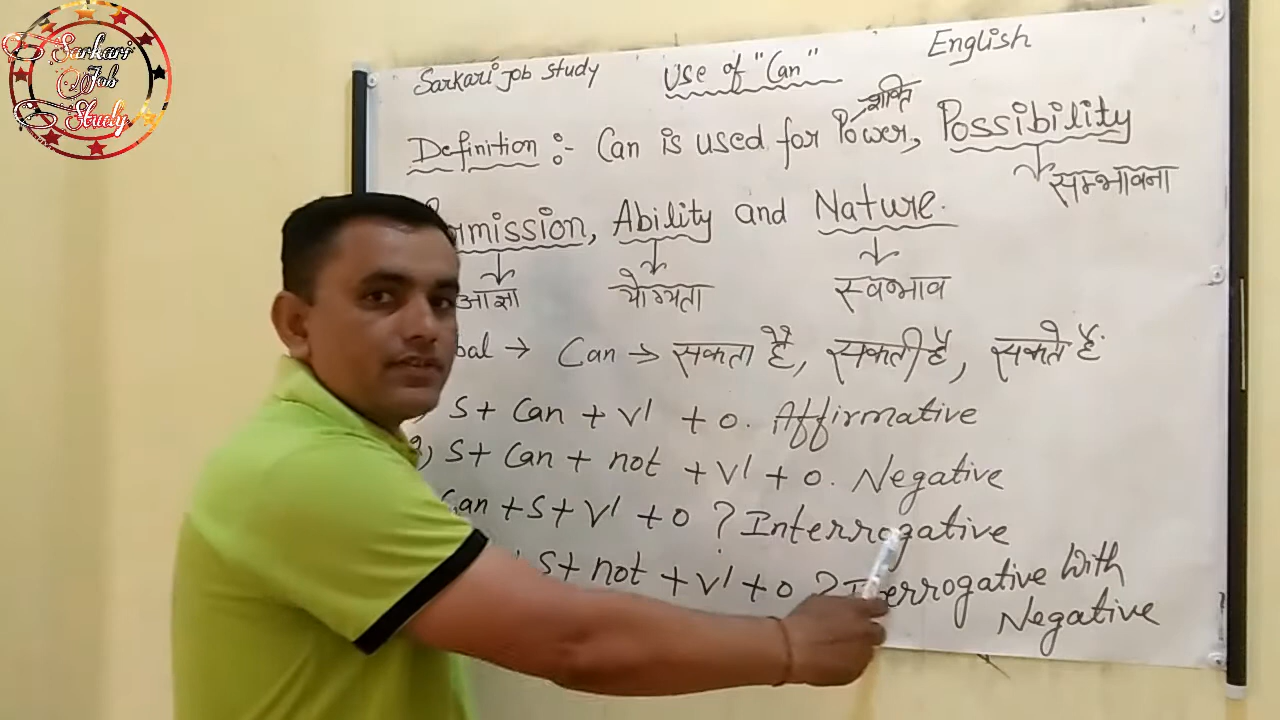 Sarkari
Job
Study
Sarkari job study Use of "Can" English
शक्ति
Definition :- Can is used for Power, Possibility
सम्भावना
Permission, Ability and Nature.
आज्ञा योग्यता स्वभाव
→ Can → सकता है, सकती है, सकते हैं
S + Can + V1 + O. Affirmative
2) S + Can + not + V1 + O. Negative
Can + S + V1 + O ? Interrogative
S + not + V1 + O ? Interrogative With
Negative